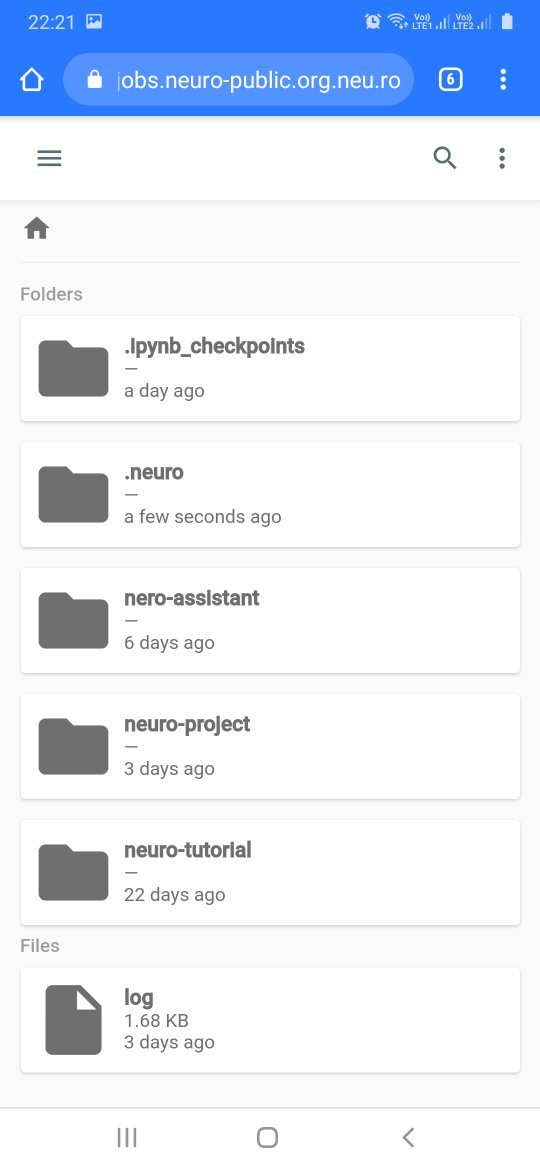 22:21
Vo)) LTE1 Vo)) LTE2
jobs.neuro-public.org.neu.ro
6
Folders
.ipynb_checkpoints
—
a day ago
.neuro
—
a few seconds ago
nero-assistant
—
6 days ago
neuro-project
—
3 days ago
neuro-tutorial
—
22 days ago
Files
log
1.68 KB
3 days ago